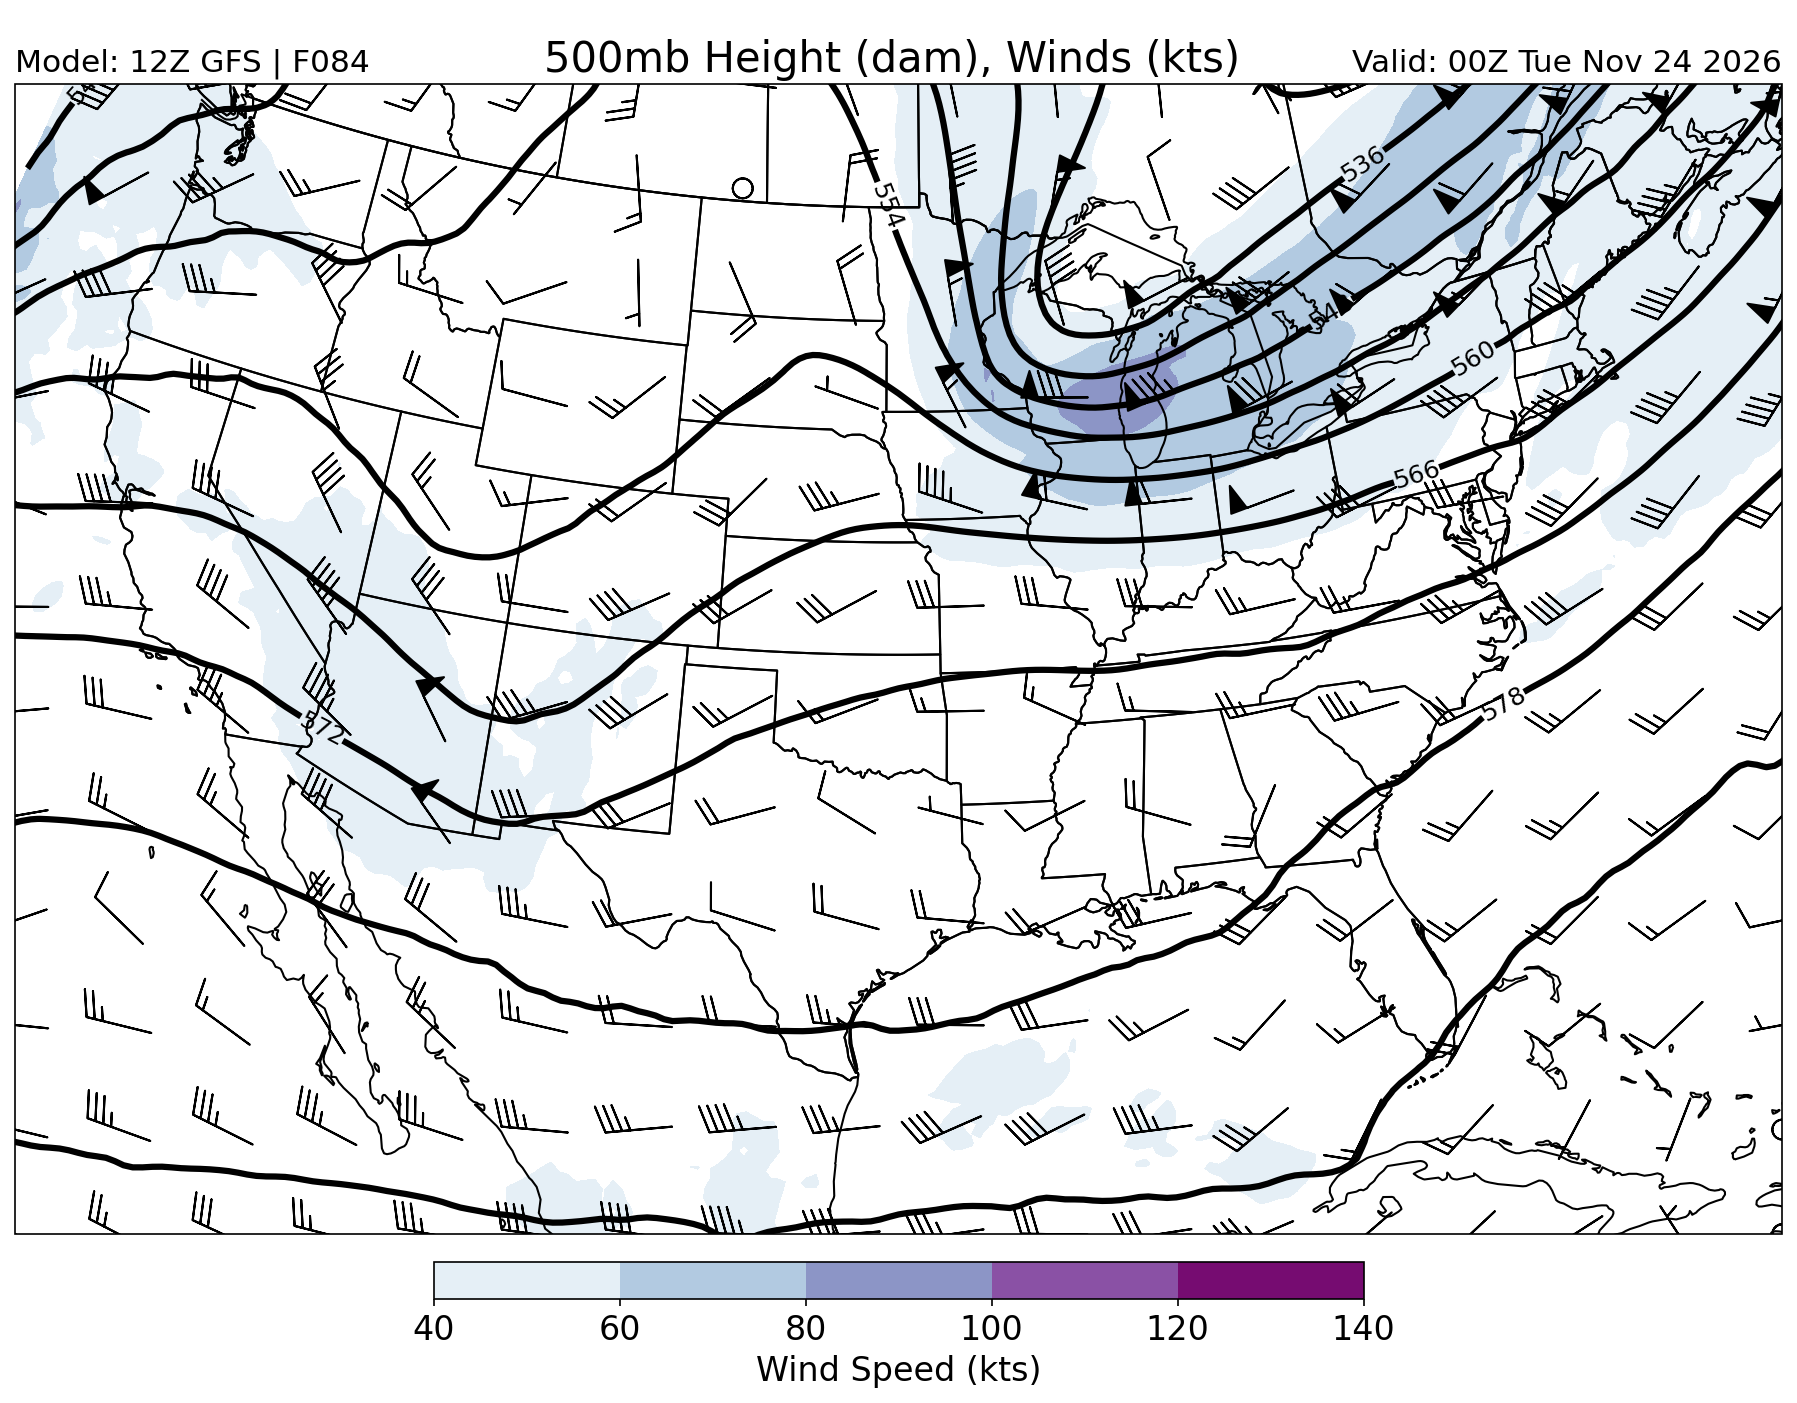 Model: 12Z GFS | F084
500mb Height (dam), Winds (kts)
Valid: 00Z Tue Nov 24 2026
536
554
560
566
572
578
40 60 80 100 120 140
Wind Speed (kts)